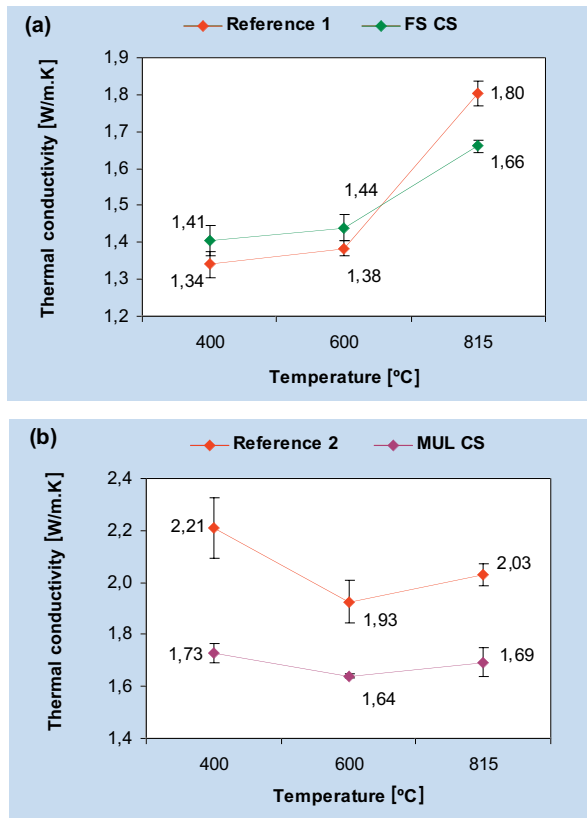 (a)
Reference 1 FS CS
Thermal conductivity [W/m.K]
1,9
1,8
1,7
1,6
1,5
1,4
1,3
1,2
1,80
1,66
1,44
1,41
1,38
1,34
400 600 815
Temperature [ºC]
(b)
Reference 2 MUL CS
Thermal conductivity [W/m.K]
2,4
2,2
2,0
1,8
1,6
1,4
2,21
2,03
1,93
1,73
1,69
1,64
400 600 815
Temperature [ºC]